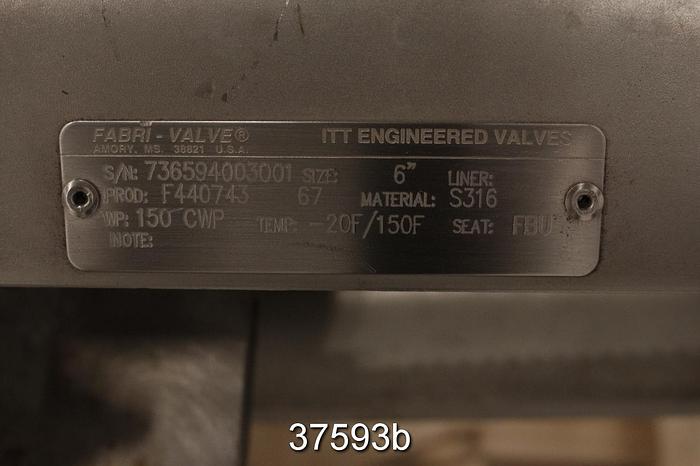 FABRI-VALVE® ITT ENGINEERED VALVES
AMORY, MS. 38821 U.S.A.
S/N: 736594003001 SIZE: 6" LINER:
PROD: F440743 67 MATERIAL: S316
WP: 150 CWP TEMP: -20F/150F SEAT: FBU
NOTE:
37593b